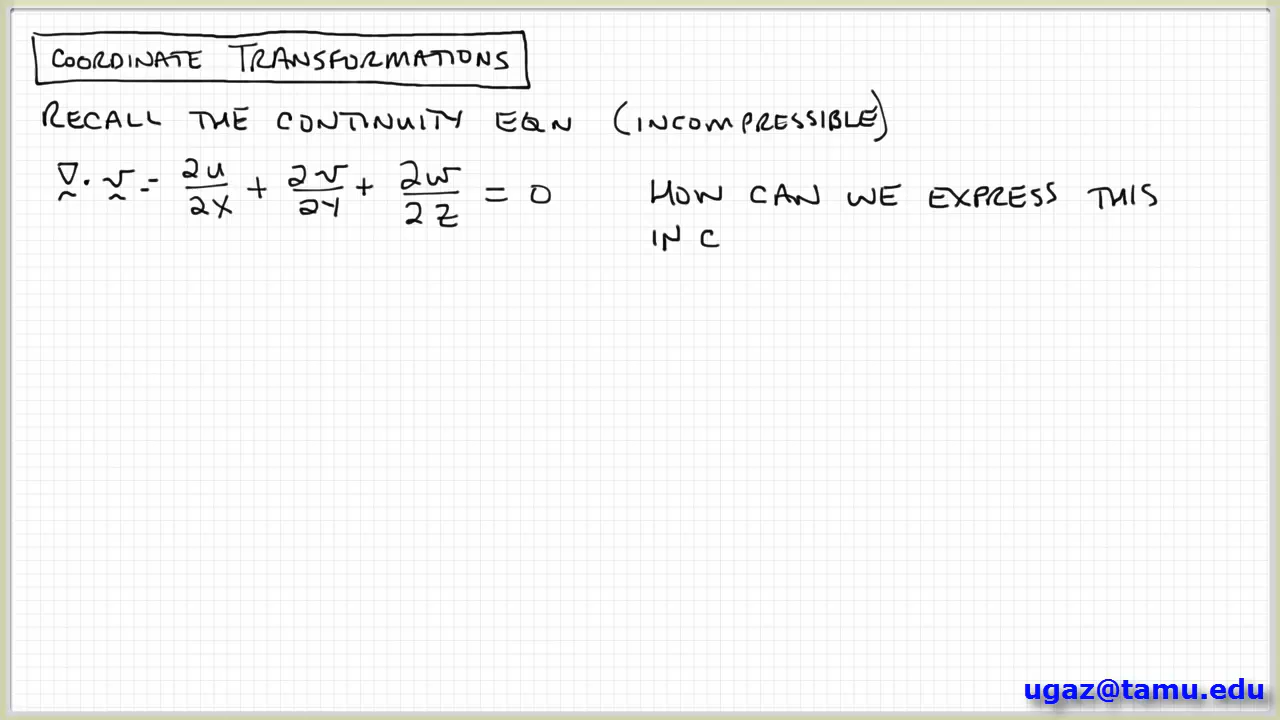 COORDINATE TRANSFORMATIONS
RECALL THE CONTINUITY EQN (INCOMPRESSIBLE)
∇ · v = ∂u/∂x + ∂v/∂y + ∂w/∂z = 0 HOW CAN WE EXPRESS THIS
IN C
ugaz@tamu.edu